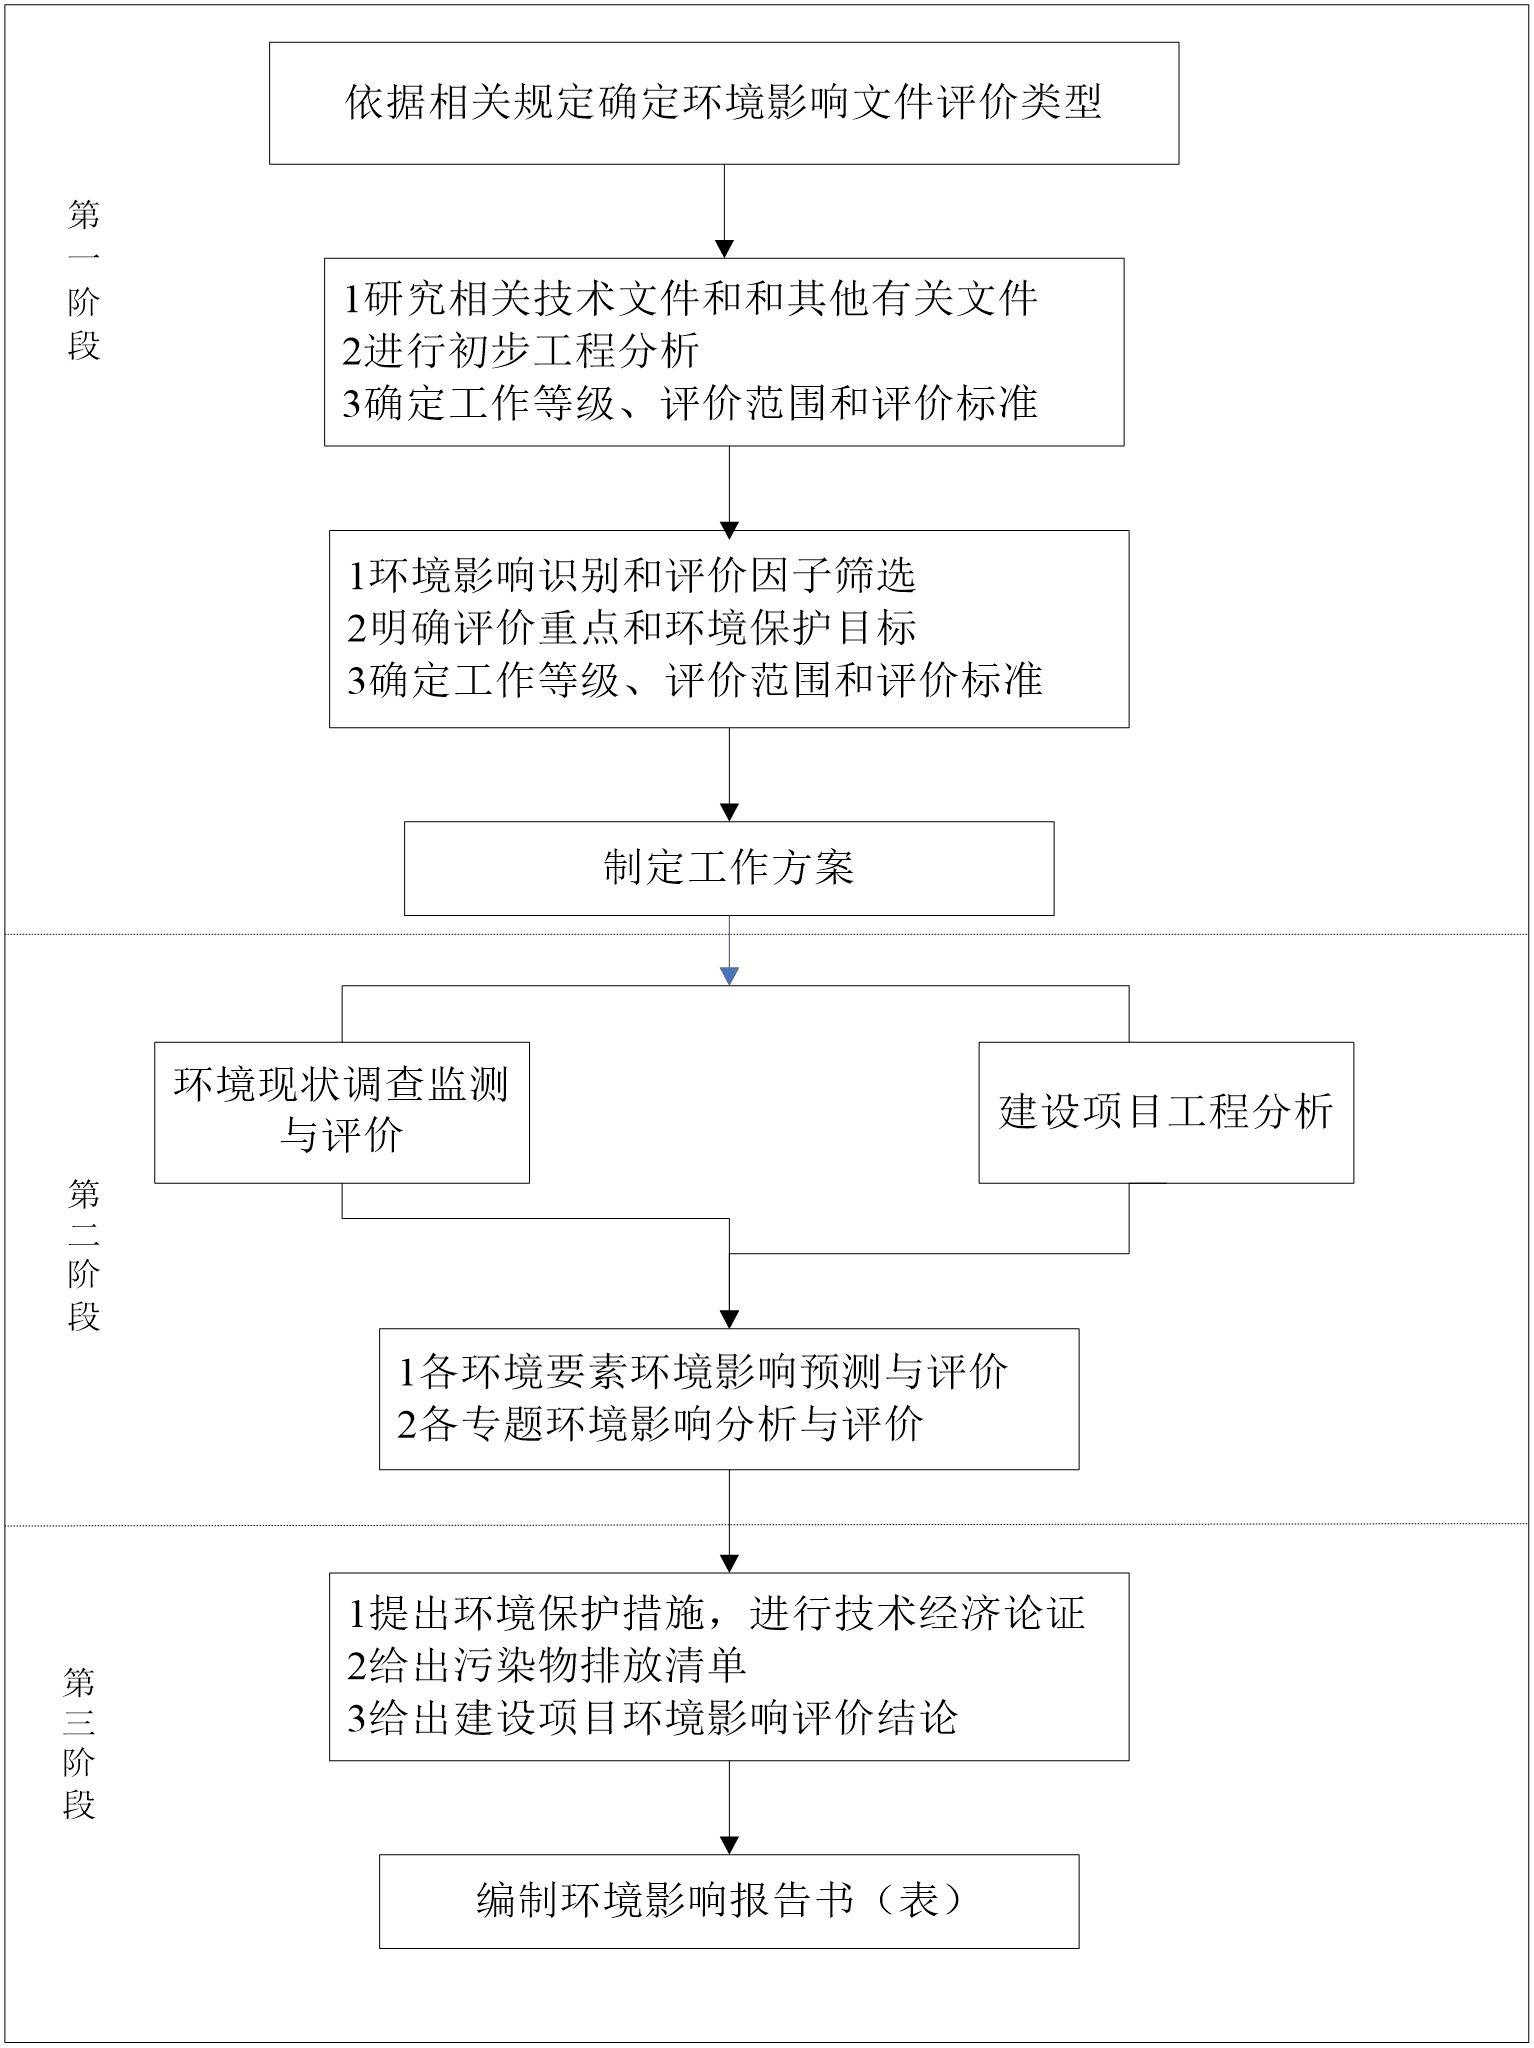 依据相关规定确定环境影响文件评价类型
第一阶段
1研究相关技术文件和和其他有关文件
2进行初步工程分析
3确定工作等级、评价范围和评价标准
1环境影响识别和评价因子筛选
2明确评价重点和环境保护目标
3确定工作等级、评价范围和评价标准
制定工作方案
环境现状调查监测
与评价
建设项目工程分析
第二阶段
1各环境要素环境影响预测与评价
2各专题环境影响分析与评价
1提出环境保护措施，进行技术经济论证
2给出污染物排放清单
3给出建设项目环境影响评价结论
第三阶段
编制环境影响报告书（表）